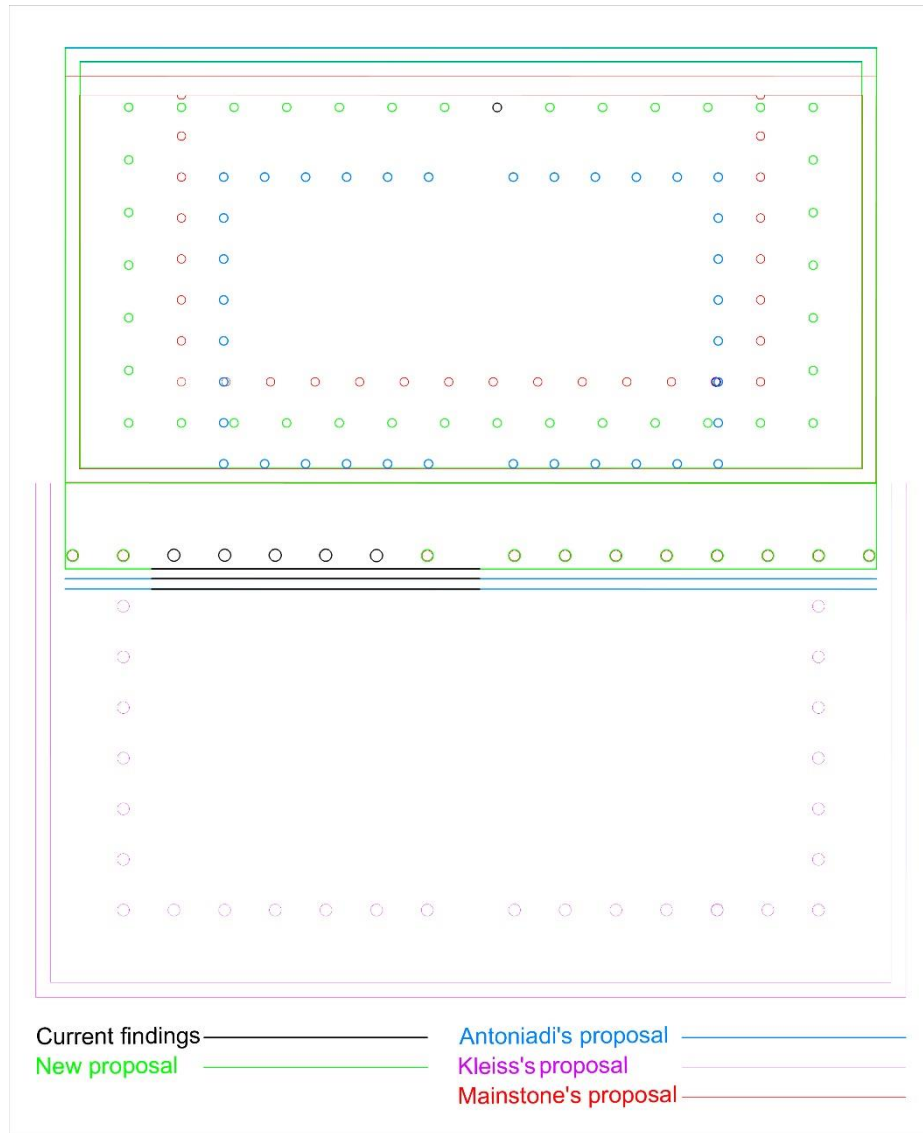 Current findings
New proposal
Antoniadi's proposal
Kleiss's proposal
Mainstone's proposal